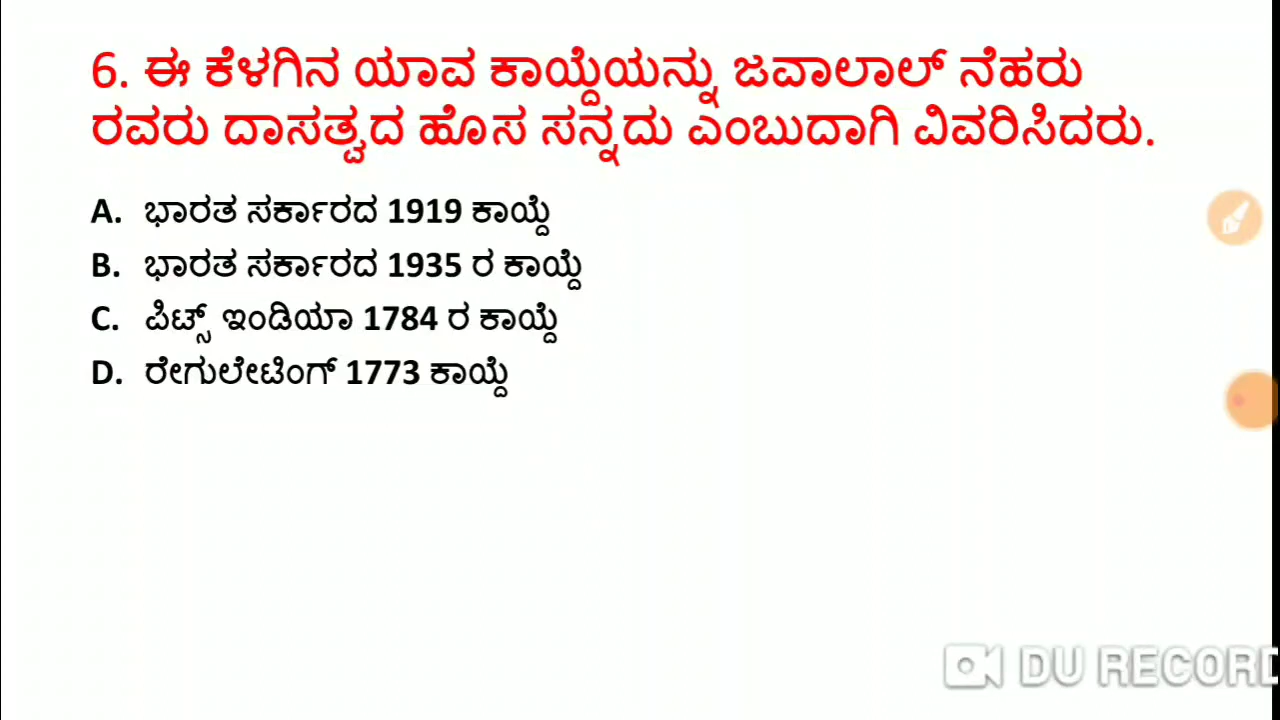 6. ಈ ಕೆಳಗಿನ ಯಾವ ಕಾಯ್ದೆಯನ್ನು ಜವಾಲಾಲ್ ನೆಹರು
ರವರು ದಾಸತ್ವದ ಹೊಸ ಸನ್ನದು ಎಂಬುದಾಗಿ ವಿವರಿಸಿದರು.
A. ಭಾರತ ಸರ್ಕಾರದ 1919 ಕಾಯ್ದೆ
B. ಭಾರತ ಸರ್ಕಾರದ 1935 ರ ಕಾಯ್ದೆ
C. ಪಿಟ್ಸ್ ಇಂಡಿಯಾ 1784 ರ ಕಾಯ್ದೆ
D. ರೇಗುಲೇಟಿಂಗ್ 1773 ಕಾಯ್ದೆ
DU RECORD